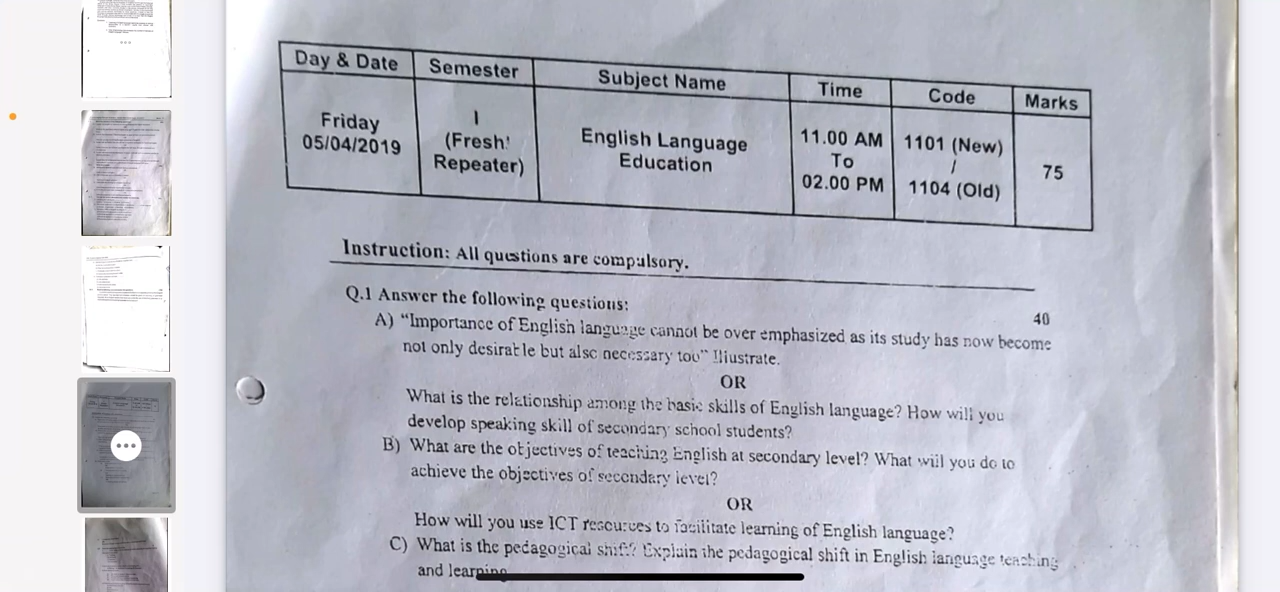 Day & Date Semester Subject Name Time Code Marks
Friday
05/04/2019
I
(Fresh/
Repeater)
English Language
Education
11.00 AM
To
02.00 PM
1101 (New)
/
1104 (Old)
75
Instruction: All questions are compulsory.
Q.1 Answer the following questions: 40
A) “Importance of English language cannot be over emphasized as its study has now become
not only desirable but also necessary too” Illustrate.
OR
What is the relationship among the basic skills of English language? How will you
develop speaking skill of secondary school students?
B) What are the objectives of teaching English at secondary level? What will you do to
achieve the objectives of secondary level?
OR
How will you use ICT resources to facilitate learning of English language?
C) What is the pedagogical shift? Explain the pedagogical shift in English language teaching
and learning